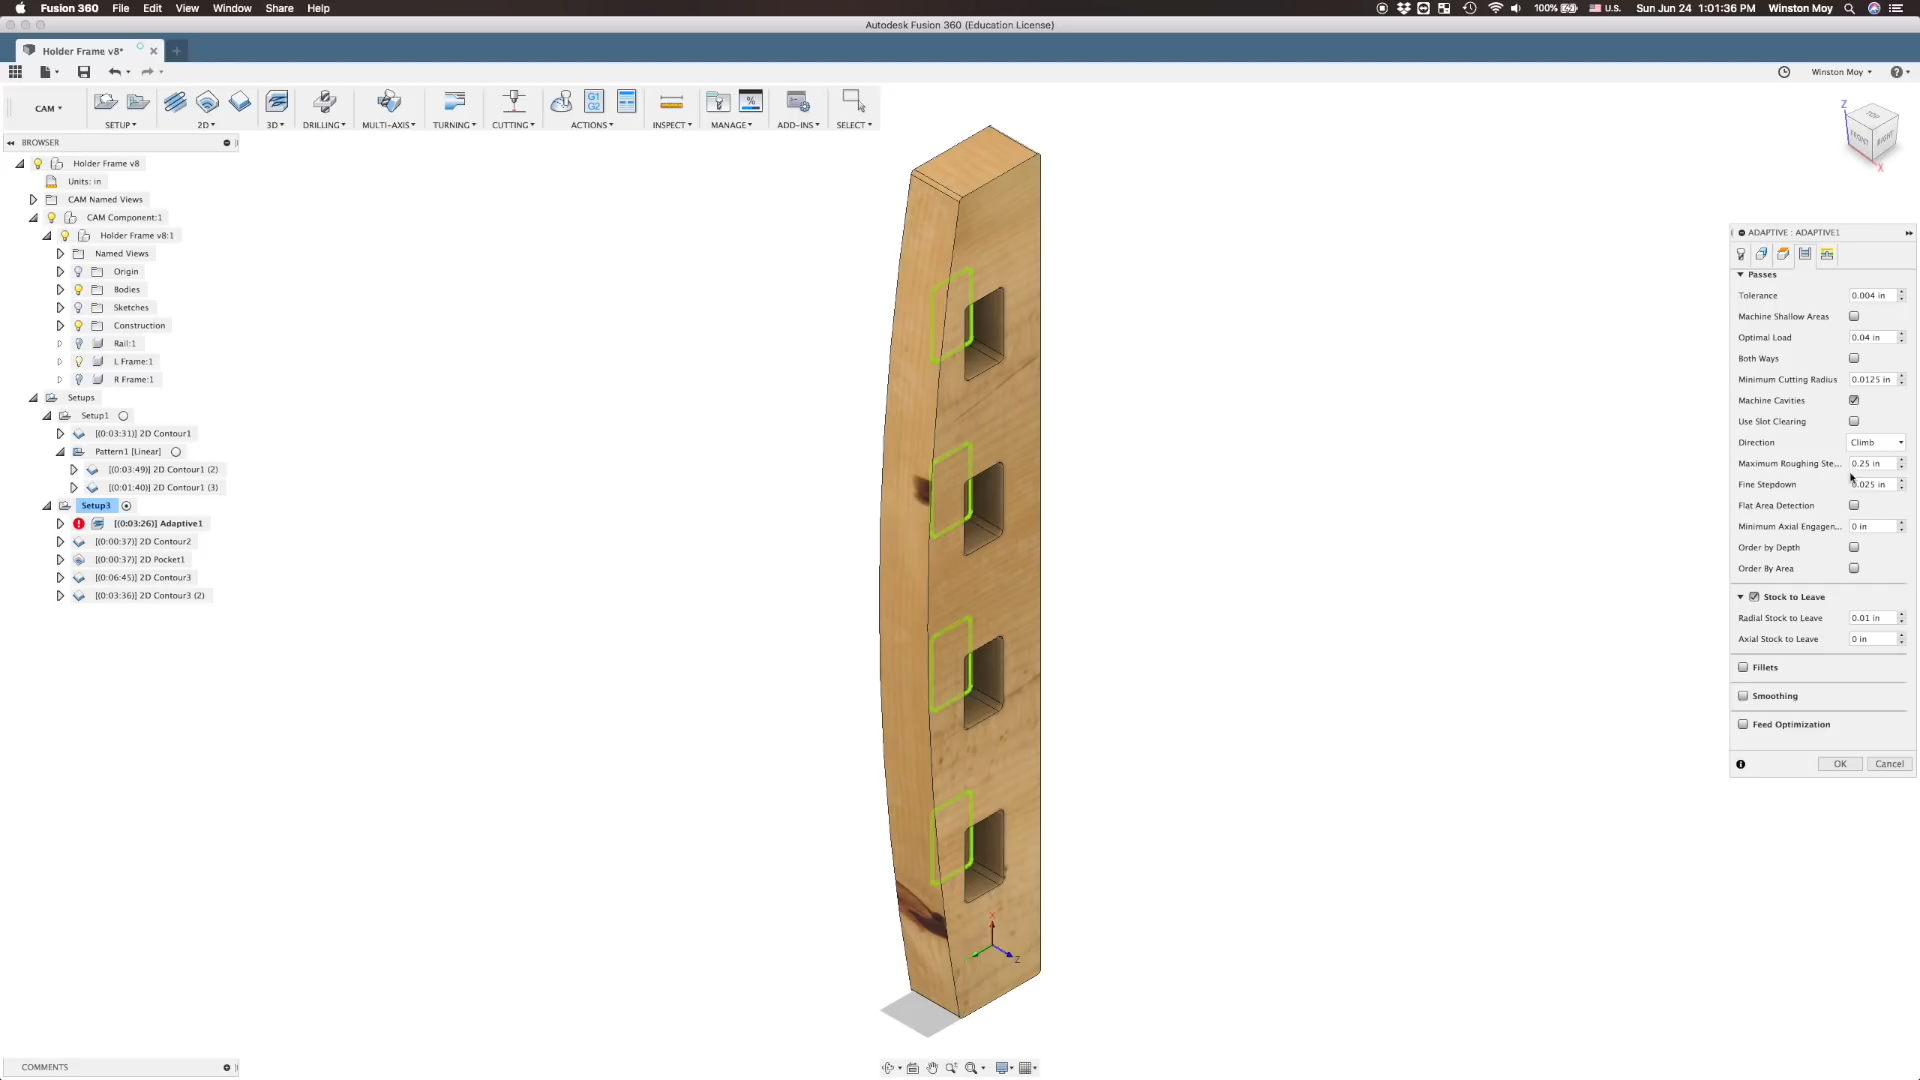 Fusion 360 File Edit View Window Share Help
100% U.S. Sun Jun 24 1:01:36 PM Winston Moy
Autodesk Fusion 360 (Education License)
Holder Frame v8*
Winston Moy
CAM
SETUP 2D 3D DRILLING MULTI-AXIS TURNING CUTTING ACTIONS INSPECT MANAGE ADD-INS SELECT
G1
G2
%
BROWSER
Holder Frame v8
Units: in
CAM Named Views
CAM Component:1
Holder Frame v8:1
Named Views
Origin
Bodies
Sketches
Construction
Rail:1
L Frame:1
R Frame:1
Setups
Setup1
[(0:03:31)] 2D Contour1
Pattern1 [Linear]
[(0:03:49)] 2D Contour1 (2)
[(0:01:40)] 2D Contour1 (3)
Setup3
[(0:03:26)] Adaptive1
[(0:00:37)] 2D Contour2
[(0:00:37)] 2D Pocket1
[(0:06:45)] 2D Contour3
[(0:03:36)] 2D Contour3 (2)
Z
TOP
FRONT
RIGHT
X
ADAPTIVE : ADAPTIVE1
Passes
Tolerance 0.004 in
Machine Shallow Areas
Optimal Load 0.04 in
Both Ways
Minimum Cutting Radius 0.0125 in
Machine Cavities
Use Slot Clearing
Direction Climb
Maximum Roughing Ste... 0.25 in
Fine Stepdown 0.025 in
Flat Area Detection
Minimum Axial Engagen... 0 in
Order by Depth
Order By Area
Stock to Leave
Radial Stock to Leave 0.01 in
Axial Stock to Leave 0 in
Fillets
Smoothing
Feed Optimization
OK Cancel
X
Z
COMMENTS